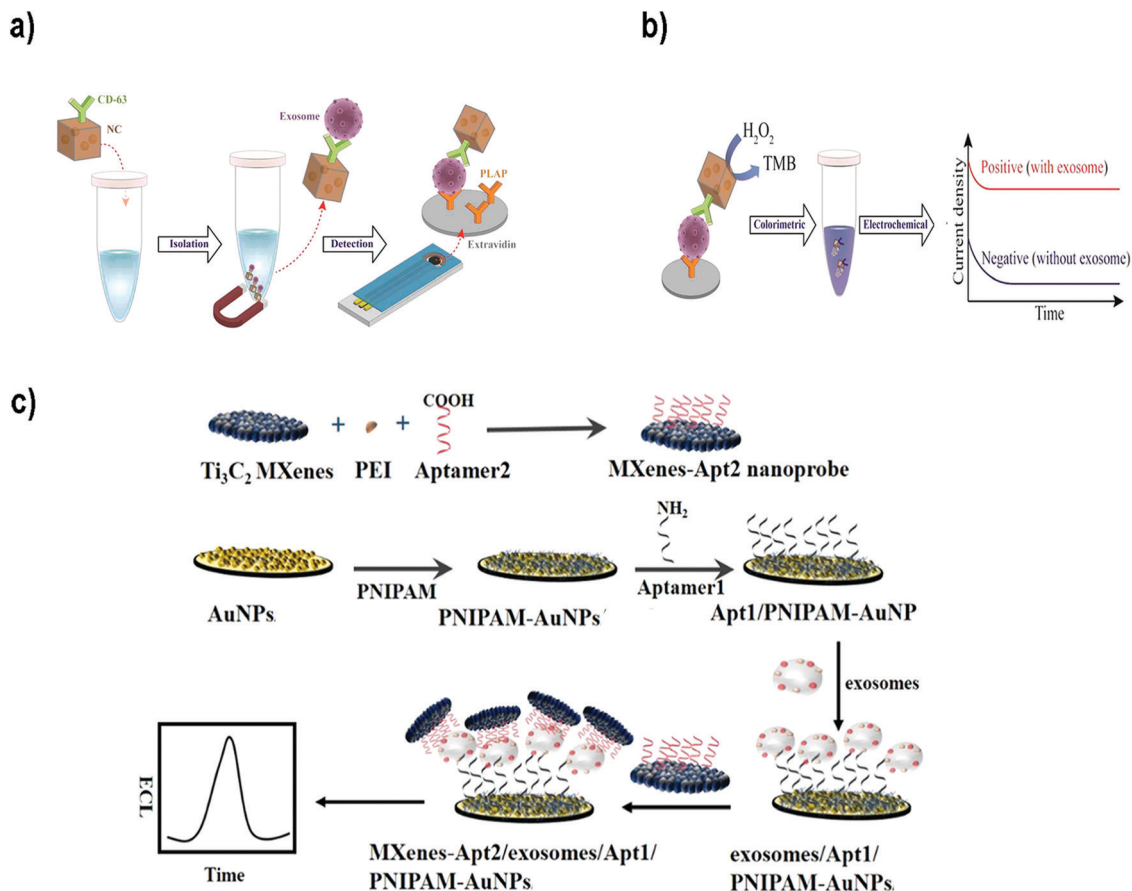 a)
CD-63
NC
Isolation
Exosome
Detection
PLAP
Extravidin
b)
H₂O₂
TMB
Colorimetric
Electrochemical
Current density
Positive (with exosome)
Negative (without exosome)
Time
c)
COOH
+ +
Ti₃C₂ MXenes
PEI
Aptamer2
MXenes-Apt2 nanoprobe
NH₂
AuNPs
PNIPAM
PNIPAM-AuNPs
Aptamer1
Apt1/PNIPAM-AuNP
exosomes
ECL
Time
MXenes-Apt2/exosomes/Apt1/
PNIPAM-AuNPs
exosomes/Apt1/
PNIPAM-AuNPs